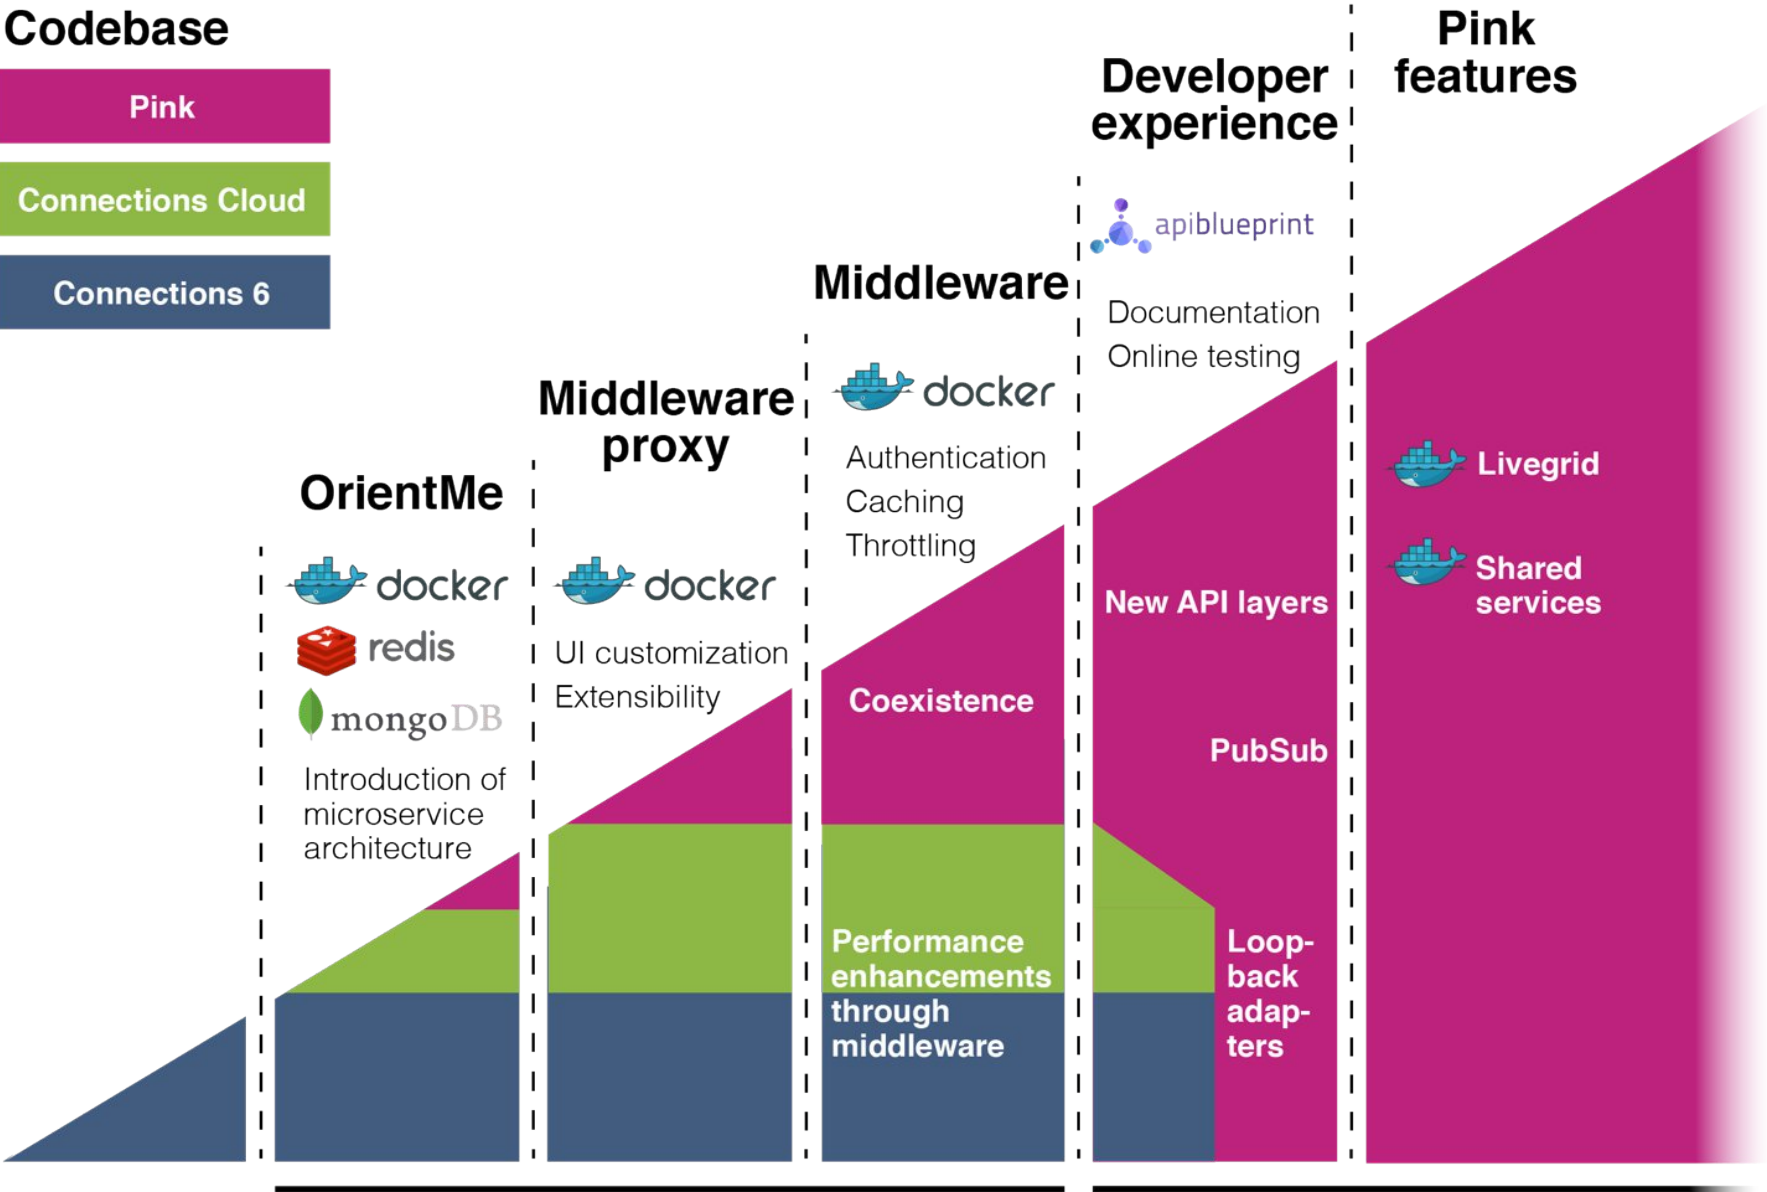 Codebase
Pink
Connections Cloud
Connections 6
OrientMe
docker
redis
mongoDB
Introduction of
microservice
architecture
Middleware
proxy
docker
UI customization
Extensibility
Middleware
docker
Authentication
Caching
Throttling
Coexistence
Performance
enhancements
through
middleware
Developer
experience
apiblueprint
Documentation
Online testing
New API layers
PubSub
Loop-
back
adap-
ters
Pink
features
Livegrid
Shared
services